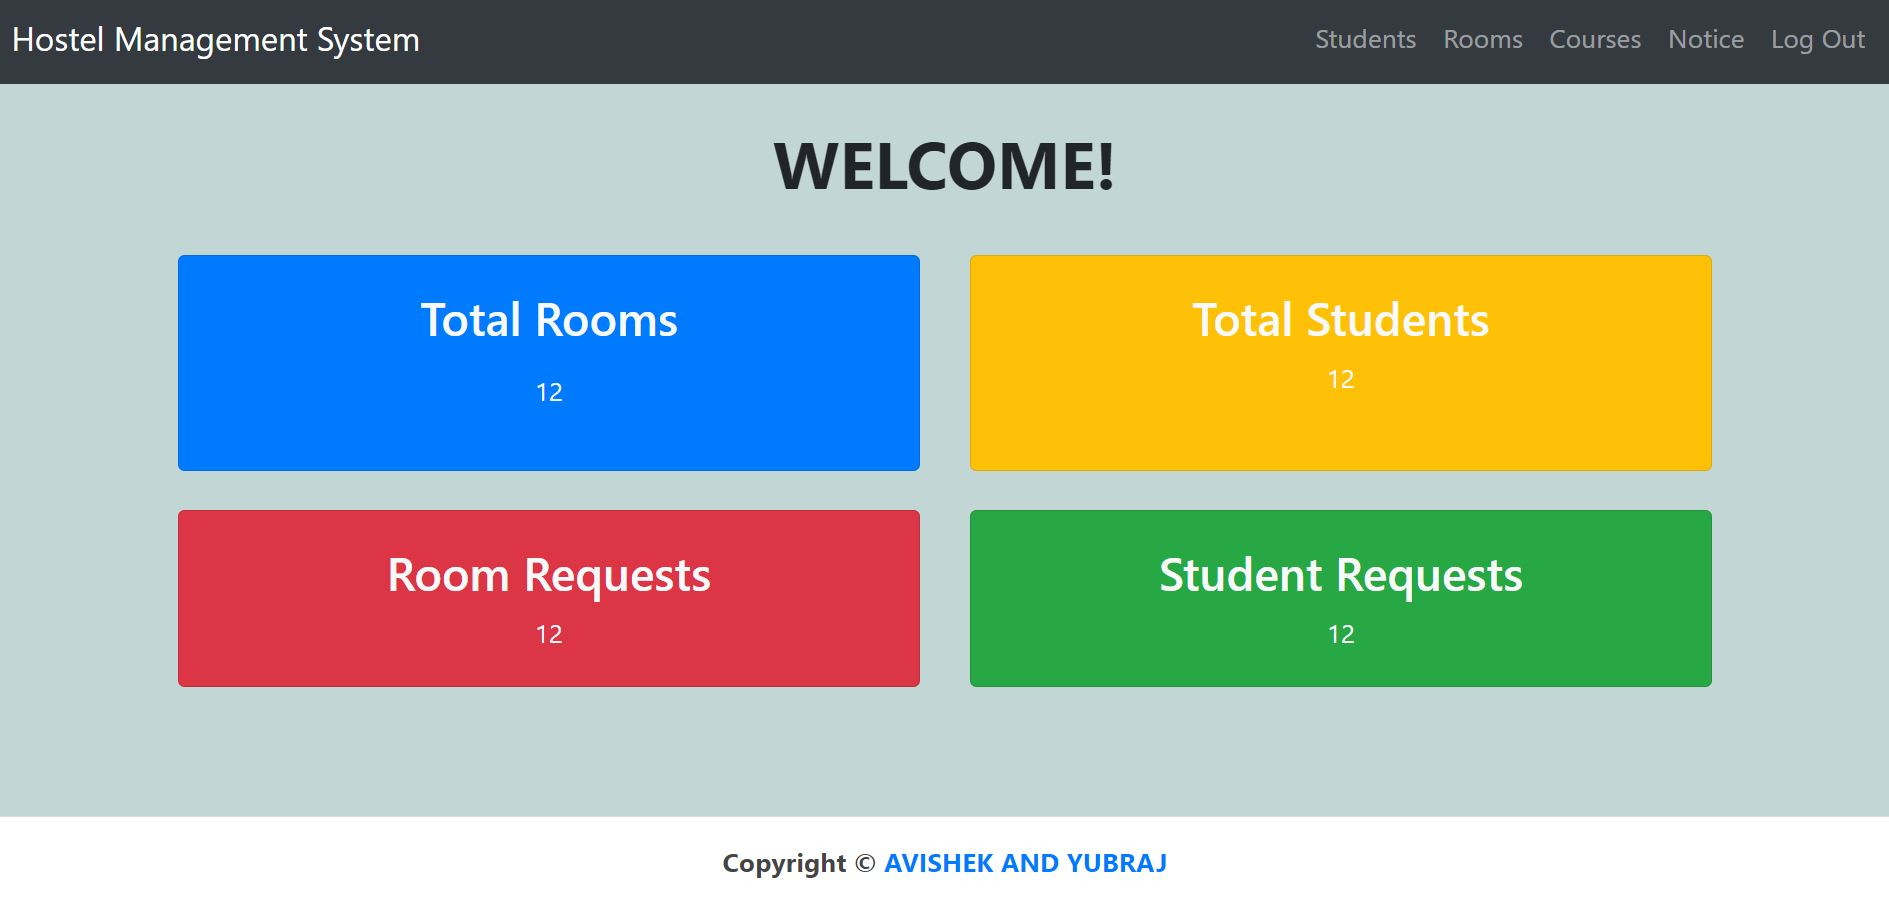 Hostel Management System Students Rooms Courses Notice Log Out
WELCOME!
Total Rooms
12
Total Students
12
Room Requests
12
Student Requests
12
Copyright © AVISHEK AND YUBRAJ